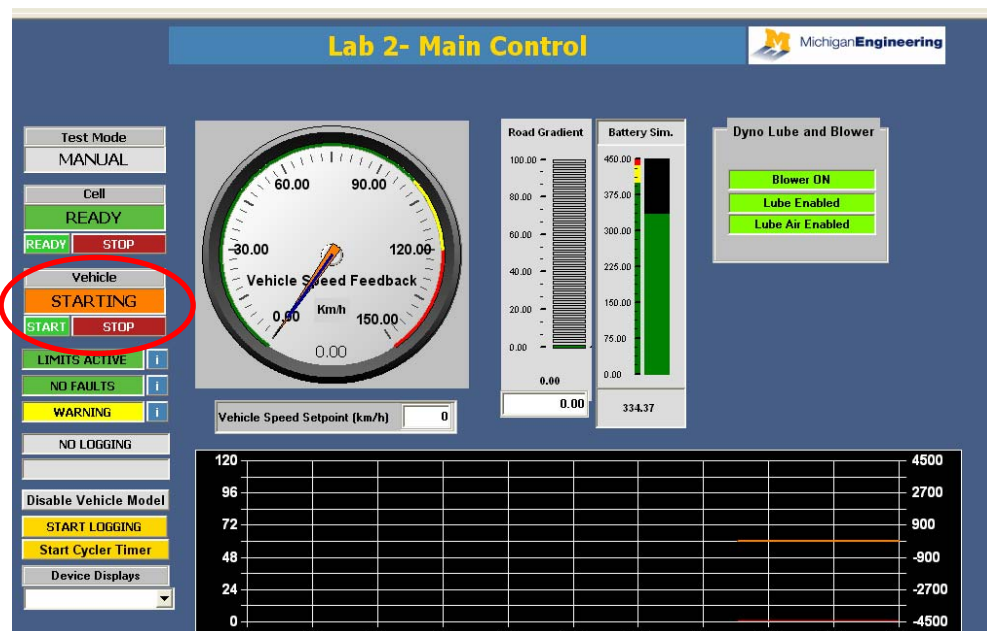 Lab 2- Main Control
MichiganEngineering
Test Mode
MANUAL
Cell
READY
READY STOP
Vehicle
STARTING
START STOP
LIMITS ACTIVE i
NO FAULTS i
WARNING i
NO LOGGING
Disable Vehicle Model
START LOGGING
Start Cycler Timer
Device Displays
60.00 90.00
30.00 120.00
Vehicle Speed Feedback
0.00 Km/h 150.00
0.00
Vehicle Speed Setpoint (km/h) 0
Road Gradient
100.00
80.00
60.00
40.00
20.00
0.00
0.00
0.00
Battery Sim.
450.00
375.00
300.00
225.00
150.00
75.00
0.00
334.37
Dyno Lube and Blower
Blower ON
Lube Enabled
Lube Air Enabled
120 4500
96 2700
72 900
48 -900
24 -2700
0 -4500